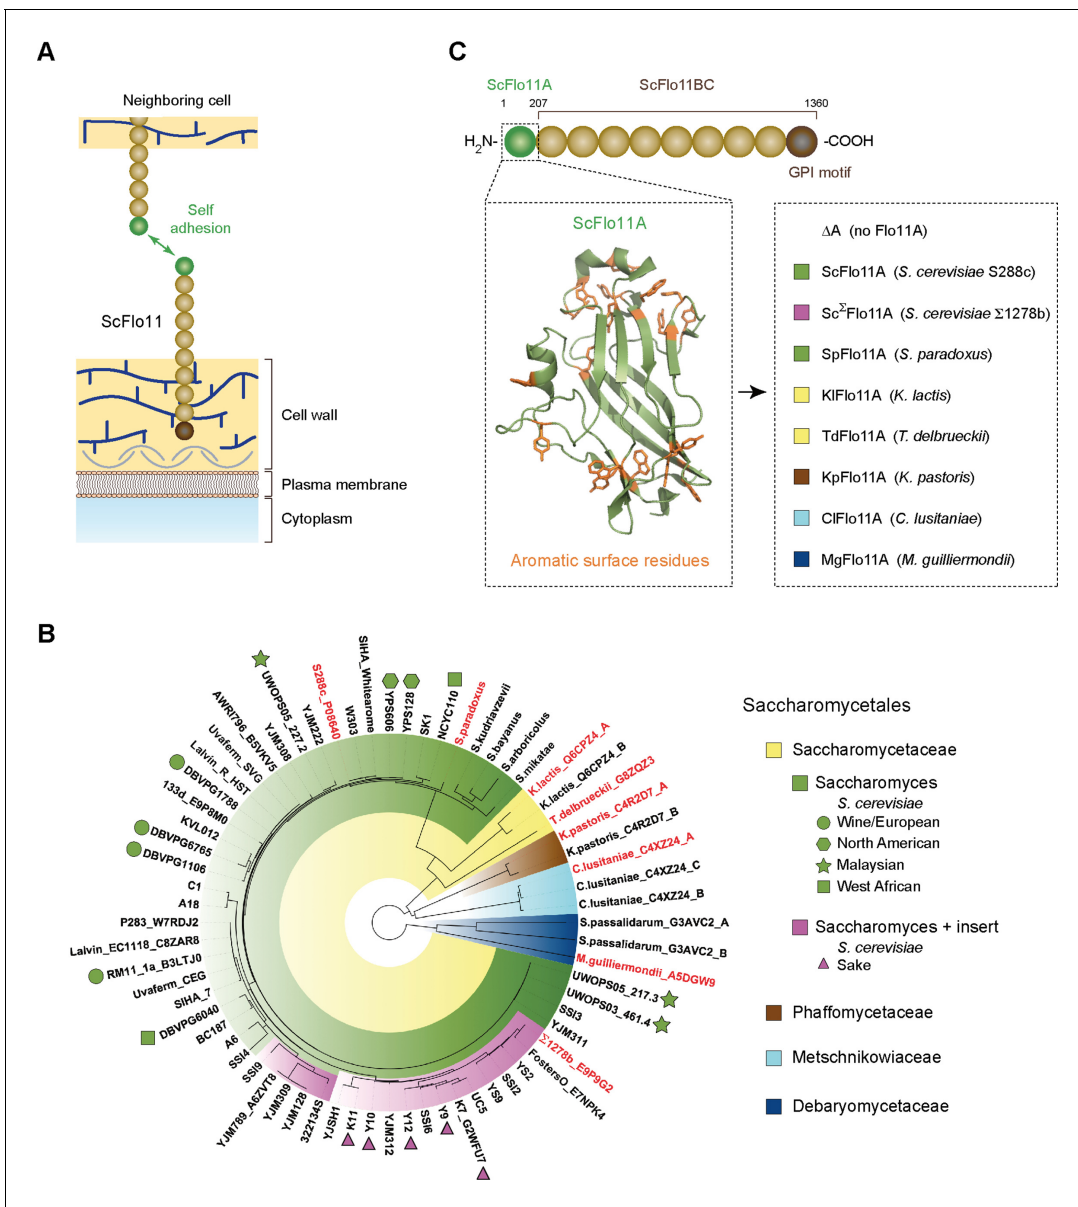 A
Neighboring cell
Self
adhesion
ScFlo11
Cell wall
Plasma membrane
Cytoplasm
C
ScFlo11A
ScFlo11BC
1
207
1360
H2N-
-COOH
GPI motif
ScFlo11A
Aromatic surface residues
ΔA (no Flo11A)
ScFlo11A (S. cerevisiae S288c)
ScΣFlo11A (S. cerevisiae Σ1278b)
SpFlo11A (S. paradoxus)
KlFlo11A (K. lactis)
TdFlo11A (T. delbrueckii)
KpFlo11A (K. pastoris)
ClFlo11A (C. lusitaniae)
MgFlo11A (M. guilliermondii)
B
UWOPS05_227.2
YJM222
S288c_P08640
W303
SIHA_Whitearome
YPS606
YPS128
SK1
NCYC110
S.paradoxus
S.kudriavzevii
S.bayanus
S.arboricolus
S.mikatae
K.lactis_Q6CPZ4_A
K.lactis_Q6CPZ4_B
T.delbrueckii_G8ZQZ3
K.pastoris_C4R2D7_A
K.pastoris_C4R2D7_B
C.lusitaniae_C4XZ24_A
C.lusitaniae_C4XZ24_C
C.lusitaniae_C4XZ24_B
S.passalidarum_G3AVC2_A
S.passalidarum_G3AVC2_B
M.guilliermondii_A5DGW9
UWOPS05_217.3
UWOPS03_461.4
SSI3
YJM311
Σ1278b_E9P9G2
FostersO_E7NPK4
YS2
SSI2
YS9
UC5
K7_G2WFU7
Y9
SSI6
Y12
YJM312
Y10
K11
YJSH1
322134S
YJM128
YJM309
YJM789_A6ZVT8
SSI9
SSI4
A6
BC187
DBVPG6040
SIHA_7
Uvaferm_CEG
RM11_1a_B3LTJ0
Lalvin_EC1118_C8ZAR8
P283_W7RDJ2
A18
C1
DBVPG1106
DBVPG6765
KVL012
133d_E9P8M0
DBVPG1788
Lalvin_R_HST
Uvaferm_SVG
AWRI796_B5VKV5
YJM308
Saccharomycetales
Saccharomycetaceae
Saccharomyces
S. cerevisiae
Wine/European
North American
Malaysian
West African
Saccharomyces + insert
S. cerevisiae
Sake
Phaffomycetaceae
Metschnikowiaceae
Debaryomycetaceae